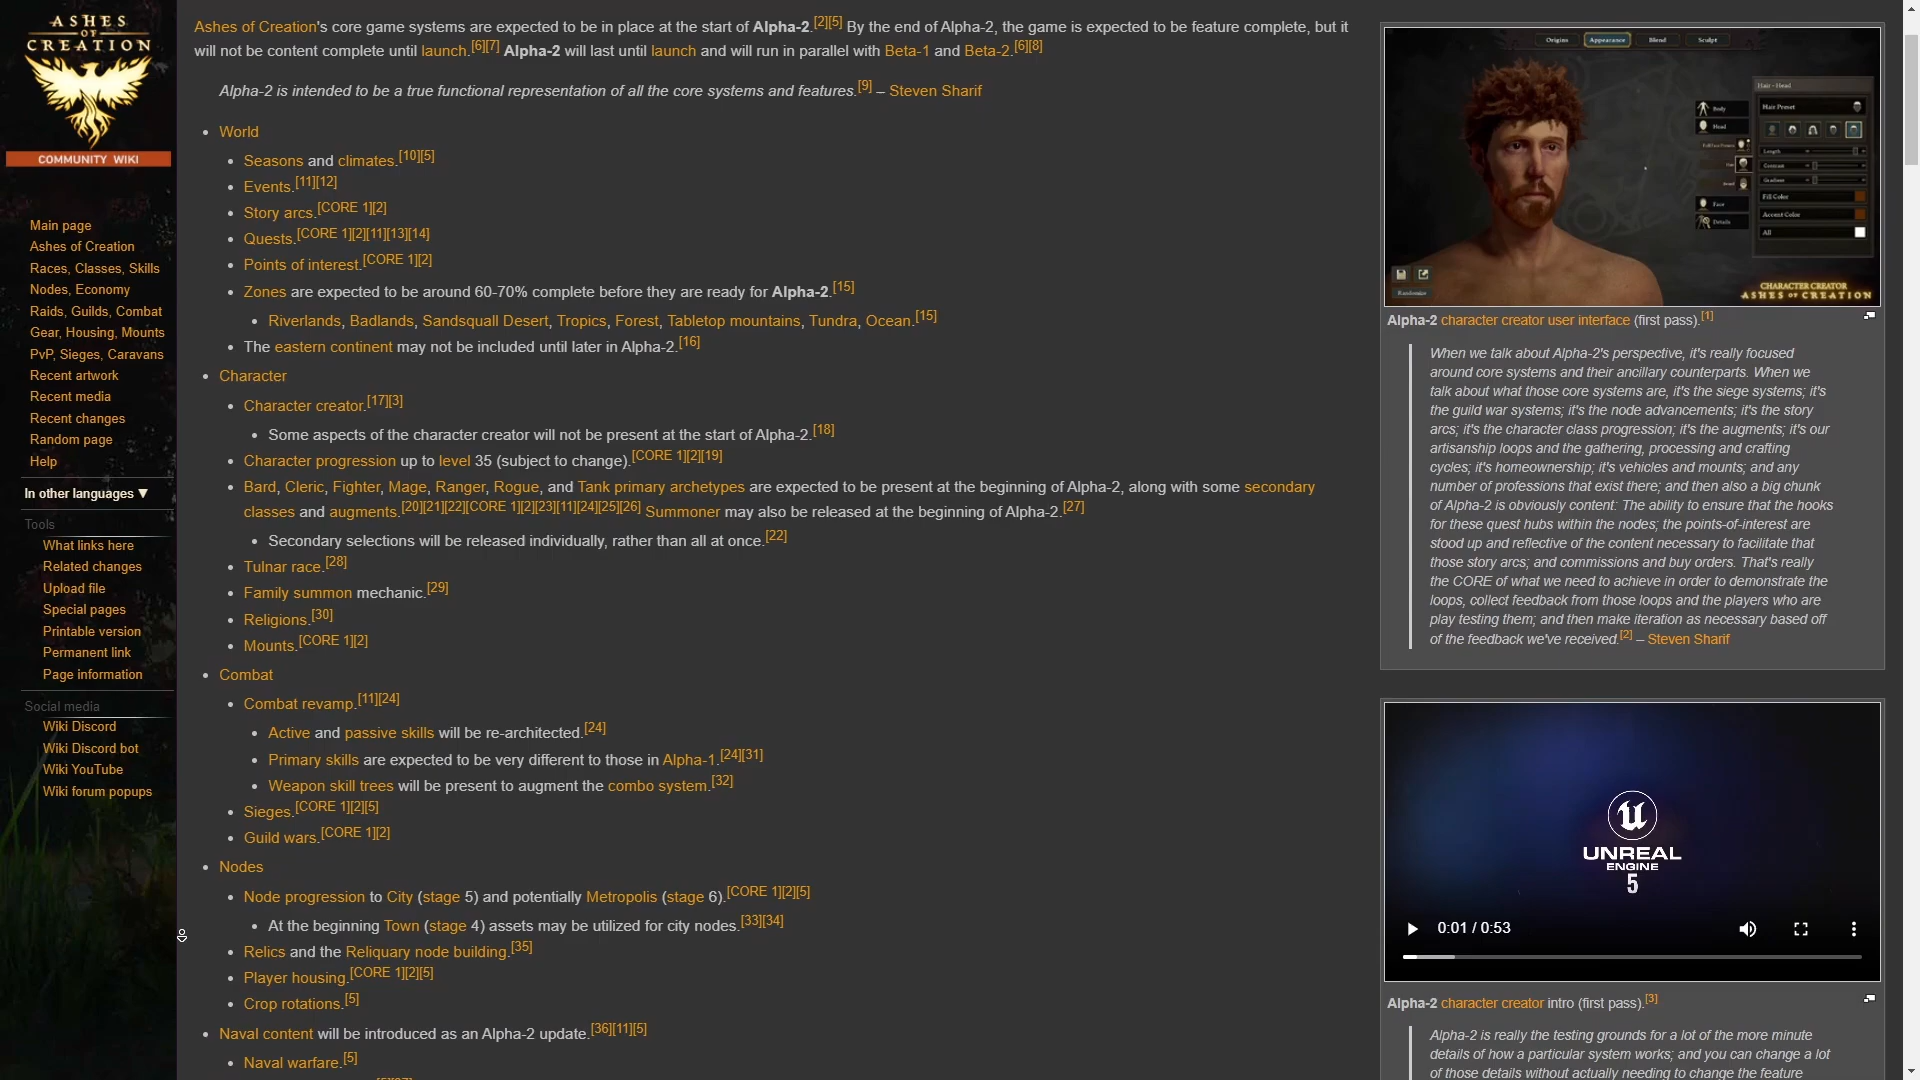 ASHES
OF
CREATION
COMMUNITY WIKI
Main page
Ashes of Creation
Races, Classes, Skills
Nodes, Economy
Raids, Guilds, Combat
Gear, Housing, Mounts
PvP, Sieges, Caravans
Recent artwork
Recent media
Recent changes
Random page
Help
In other languages ▼
Tools
What links here
Related changes
Upload file
Special pages
Printable version
Permanent link
Page information
Social media
Wiki Discord
Wiki Discord bot
Wiki YouTube
Wiki forum popups
Ashes of Creation's core game systems are expected to be in place at the start of Alpha-2.[2][5] By the end of Alpha-2, the game is expected to be feature complete, but it
will not be content complete until launch.[6][7] Alpha-2 will last until launch and will run in parallel with Beta-1 and Beta-2.[6][8]
Alpha-2 is intended to be a true functional representation of all the core systems and features.[9] – Steven Sharif
• World
• Seasons and climates.[10][5]
• Events.[11][12]
• Story arcs.[CORE 1][2]
• Quests.[CORE 1][2][11][13][14]
• Points of interest.[CORE 1][2]
• Zones are expected to be around 60-70% complete before they are ready for Alpha-2.[15]
• Riverlands, Badlands, Sandsquall Desert, Tropics, Forest, Tabletop mountains, Tundra, Ocean.[15]
• The eastern continent may not be included until later in Alpha-2.[16]
• Character
• Character creator.[17][3]
• Some aspects of the character creator will not be present at the start of Alpha-2.[18]
• Character progression up to level 35 (subject to change).[CORE 1][2][19]
• Bard, Cleric, Fighter, Mage, Ranger, Rogue, and Tank primary archetypes are expected to be present at the beginning of Alpha-2, along with some secondary
classes and augments.[20][21][22][CORE 1][2][23][11][24][25][26] Summoner may also be released at the beginning of Alpha-2.[27]
• Secondary selections will be released individually, rather than all at once.[22]
• Tulnar race.[28]
• Family summon mechanic.[29]
• Religions.[30]
• Mounts.[CORE 1][2]
• Combat
• Combat revamp.[11][24]
• Active and passive skills will be re-architected.[24]
• Primary skills are expected to be very different to those in Alpha-1.[24][31]
• Weapon skill trees will be present to augment the combo system.[32]
• Sieges.[CORE 1][2][5]
• Guild wars.[CORE 1][2]
• Nodes
• Node progression to City (stage 5) and potentially Metropolis (stage 6).[CORE 1][2][5]
• At the beginning Town (stage 4) assets may be utilized for city nodes.[33][34]
• Relics and the Reliquary node building.[35]
• Player housing.[CORE 1][2][5]
• Crop rotations.[5]
• Naval content will be introduced as an Alpha-2 update.[36][11][5]
• Naval warfare.[5]
Origins Appearance Blend Sculpt
Hair - Head
Body
Hair Preset
Head
Length
Contrast
Gradient
Fill Color
Face
Accent Color
Details
All
Randomize
CHARACTER CREATOR
ASHES OF CREATION
Alpha-2 character creator user interface (first pass).[1]
When we talk about Alpha-2's perspective, it's really focused
around core systems and their ancillary counterparts. When we
talk about what those core systems are, it's the siege systems; it's
the guild war systems; it's the node advancements; it's the story
arcs; it's the character class progression; it's the augments; it's our
artisanship loops and the gathering, processing and crafting
cycles; it's homeownership; it's vehicles and mounts; and any
number of professions that exist there; and then also a big chunk
of Alpha-2 is obviously content: The ability to ensure that the hooks
for these quest hubs within the nodes; the points-of-interest are
stood up and reflective of the content necessary to facilitate that
those story arcs; and commissions and buy orders. That's really
the CORE of what we need to achieve in order to demonstrate the
loops, collect feedback from those loops and the players who are
play testing them; and then make iteration as necessary based off
of the feedback we've received.[2] – Steven Sharif
UNREAL
ENGINE
5
0:01 / 0:53
Alpha-2 character creator intro (first pass).[3]
Alpha-2 is really the testing grounds for a lot of the more minute
details of how a particular system works; and you can change a lot
of those details without actually needing to change the feature